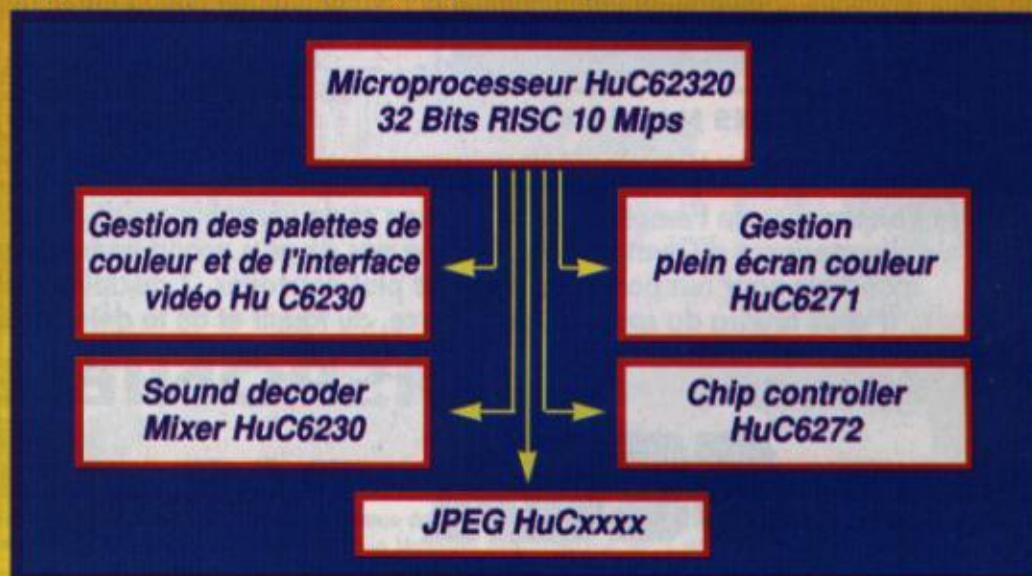 Microprocesseur HuC62320
32 Bits RISC 10 Mips
Gestion des palettes de
couleur et de l'interface
vidéo Hu C6230
Gestion
plein écran couleur
HuC6271
Sound decoder
Mixer HuC6230
Chip controller
HuC6272
JPEG HuCxxxx